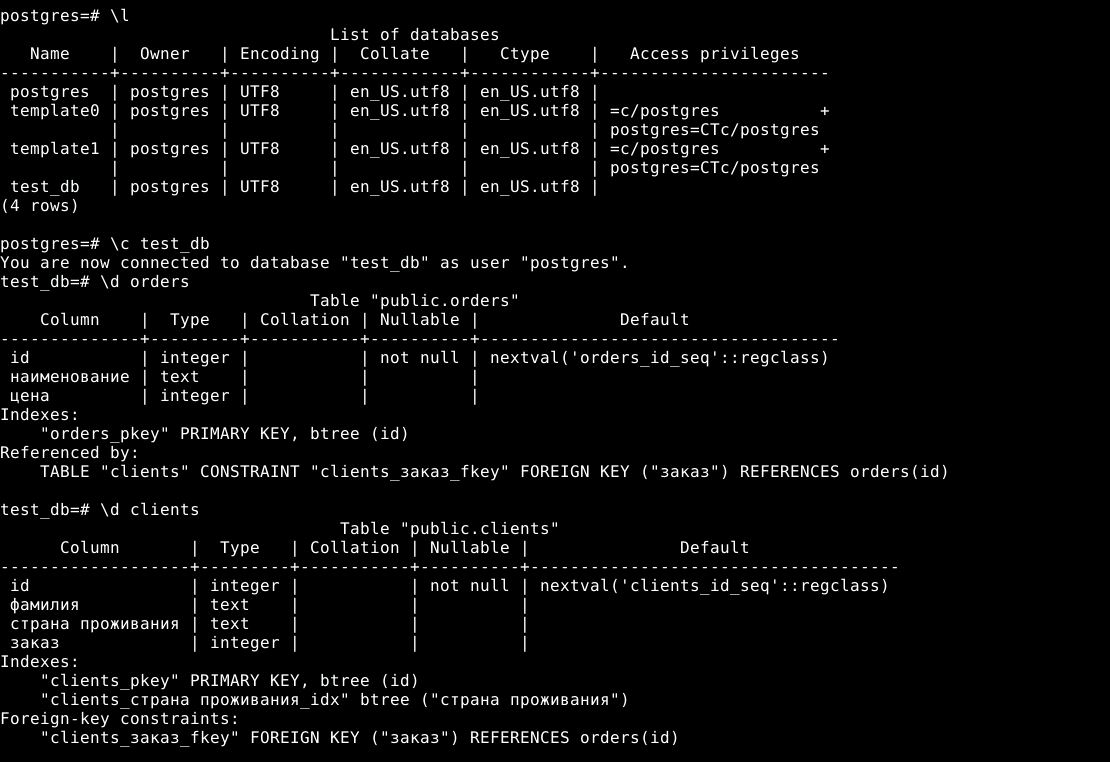 postgres=# \l
                                 List of databases
   Name    |  Owner   | Encoding |  Collate   |   Ctype    |   Access privileges
-----------+----------+----------+------------+------------+-----------------------
 postgres  | postgres | UTF8     | en_US.utf8 | en_US.utf8 |
 template0 | postgres | UTF8     | en_US.utf8 | en_US.utf8 | =c/postgres          +
           |          |          |            |            | postgres=CTc/postgres
 template1 | postgres | UTF8     | en_US.utf8 | en_US.utf8 | =c/postgres          +
           |          |          |            |            | postgres=CTc/postgres
 test_db   | postgres | UTF8     | en_US.utf8 | en_US.utf8 |
(4 rows)

postgres=# \c test_db
You are now connected to database "test_db" as user "postgres".
test_db=# \d orders
                               Table "public.orders"
    Column    |  Type   | Collation | Nullable |              Default
--------------+---------+-----------+----------+------------------------------------
 id           | integer |           | not null | nextval('orders_id_seq'::regclass)
 наименование | text    |           |          |
 цена         | integer |           |          |
Indexes:
    "orders_pkey" PRIMARY KEY, btree (id)
Referenced by:
    TABLE "clients" CONSTRAINT "clients_заказ_fkey" FOREIGN KEY ("заказ") REFERENCES orders(id)

test_db=# \d clients
                                  Table "public.clients"
      Column       |  Type   | Collation | Nullable |               Default
-------------------+---------+-----------+----------+-------------------------------------
 id                | integer |           | not null | nextval('clients_id_seq'::regclass)
 фамилия           | text    |           |          |
 страна проживания | text    |           |          |
 заказ             | integer |           |          |
Indexes:
    "clients_pkey" PRIMARY KEY, btree (id)
    "clients_страна проживания_idx" btree ("страна проживания")
Foreign-key constraints:
    "clients_заказ_fkey" FOREIGN KEY ("заказ") REFERENCES orders(id)